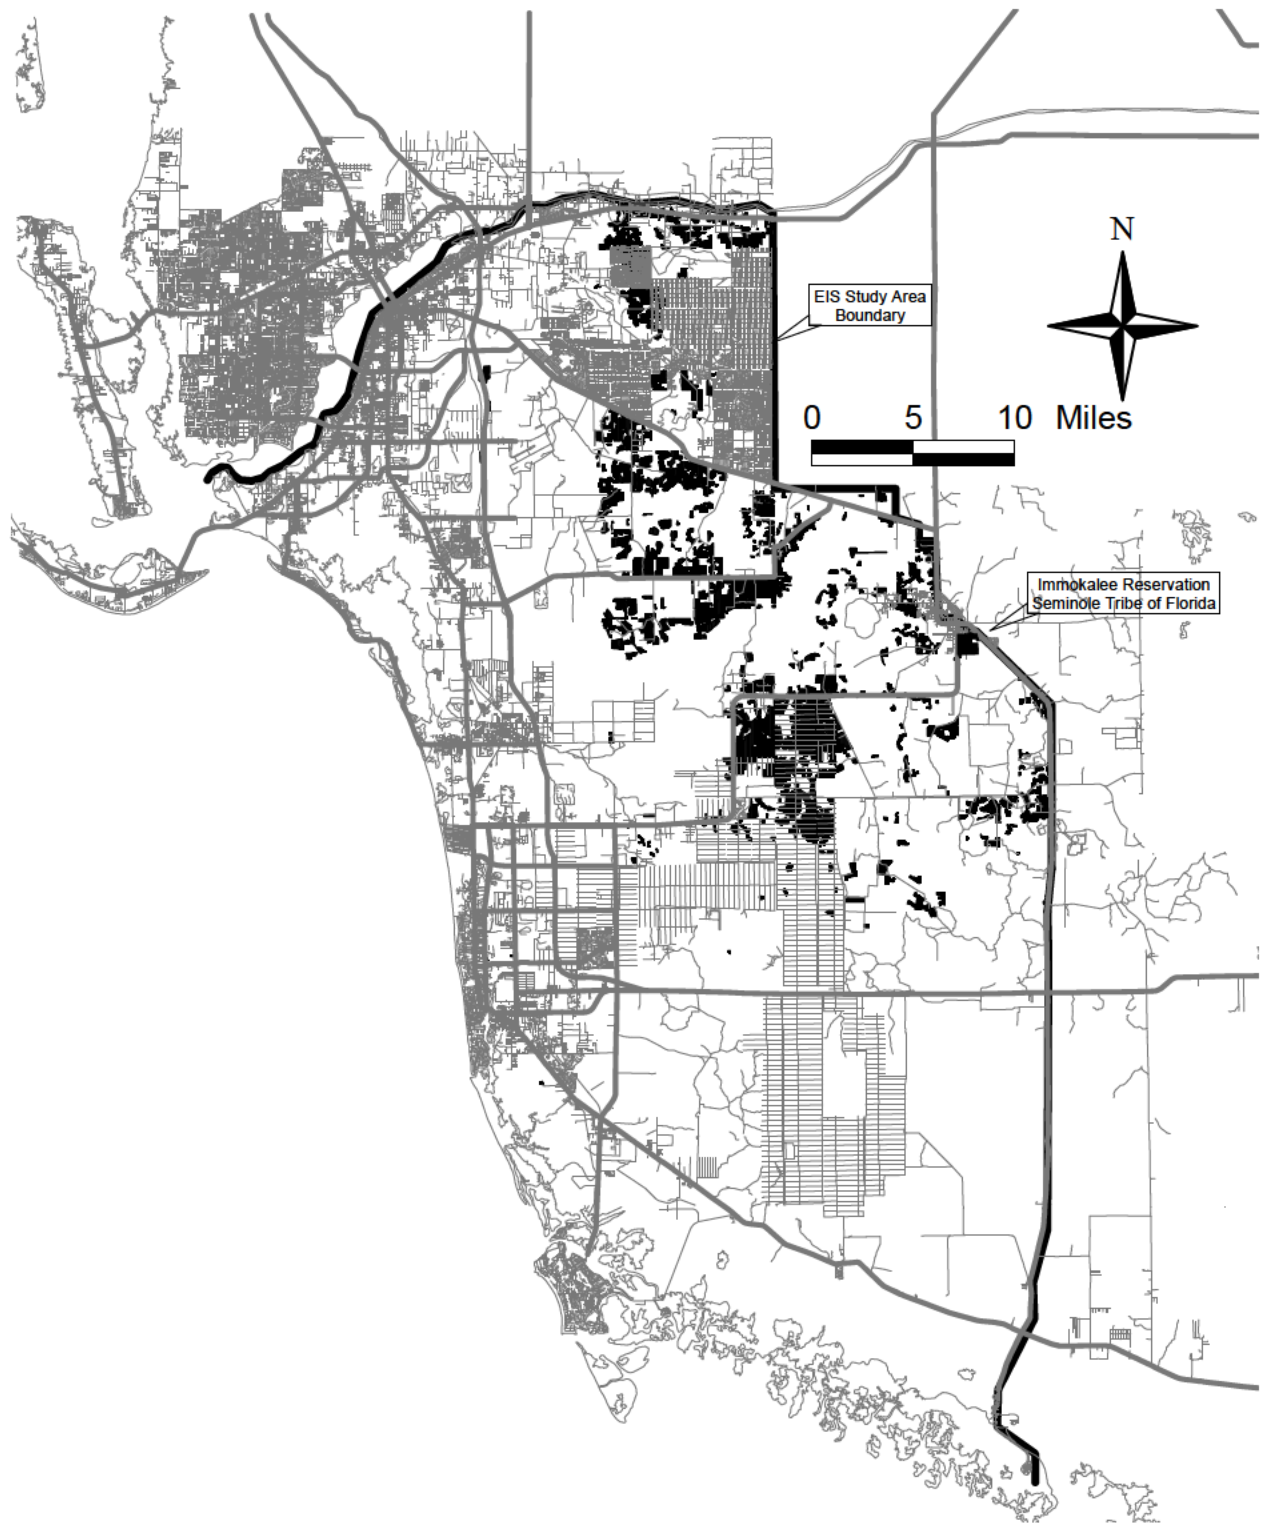 N
EIS Study Area
Boundary
0 5 10 Miles
Immokalee Reservation
Seminole Tribe of Florida